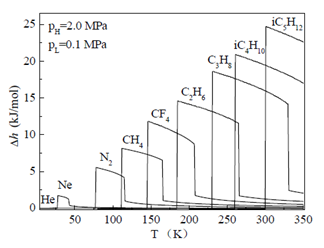 p_H=2.0 MPa
p_L=0.1 MPa
Δh (kJ/mol)
25
20
15
10
5
0
He
Ne
N₂
CH₄
CF₄
C₂H₆
C₃H₈
iC₄H₁₀
iC₅H₁₂
50 100 150 200 250 300 350
T （K）